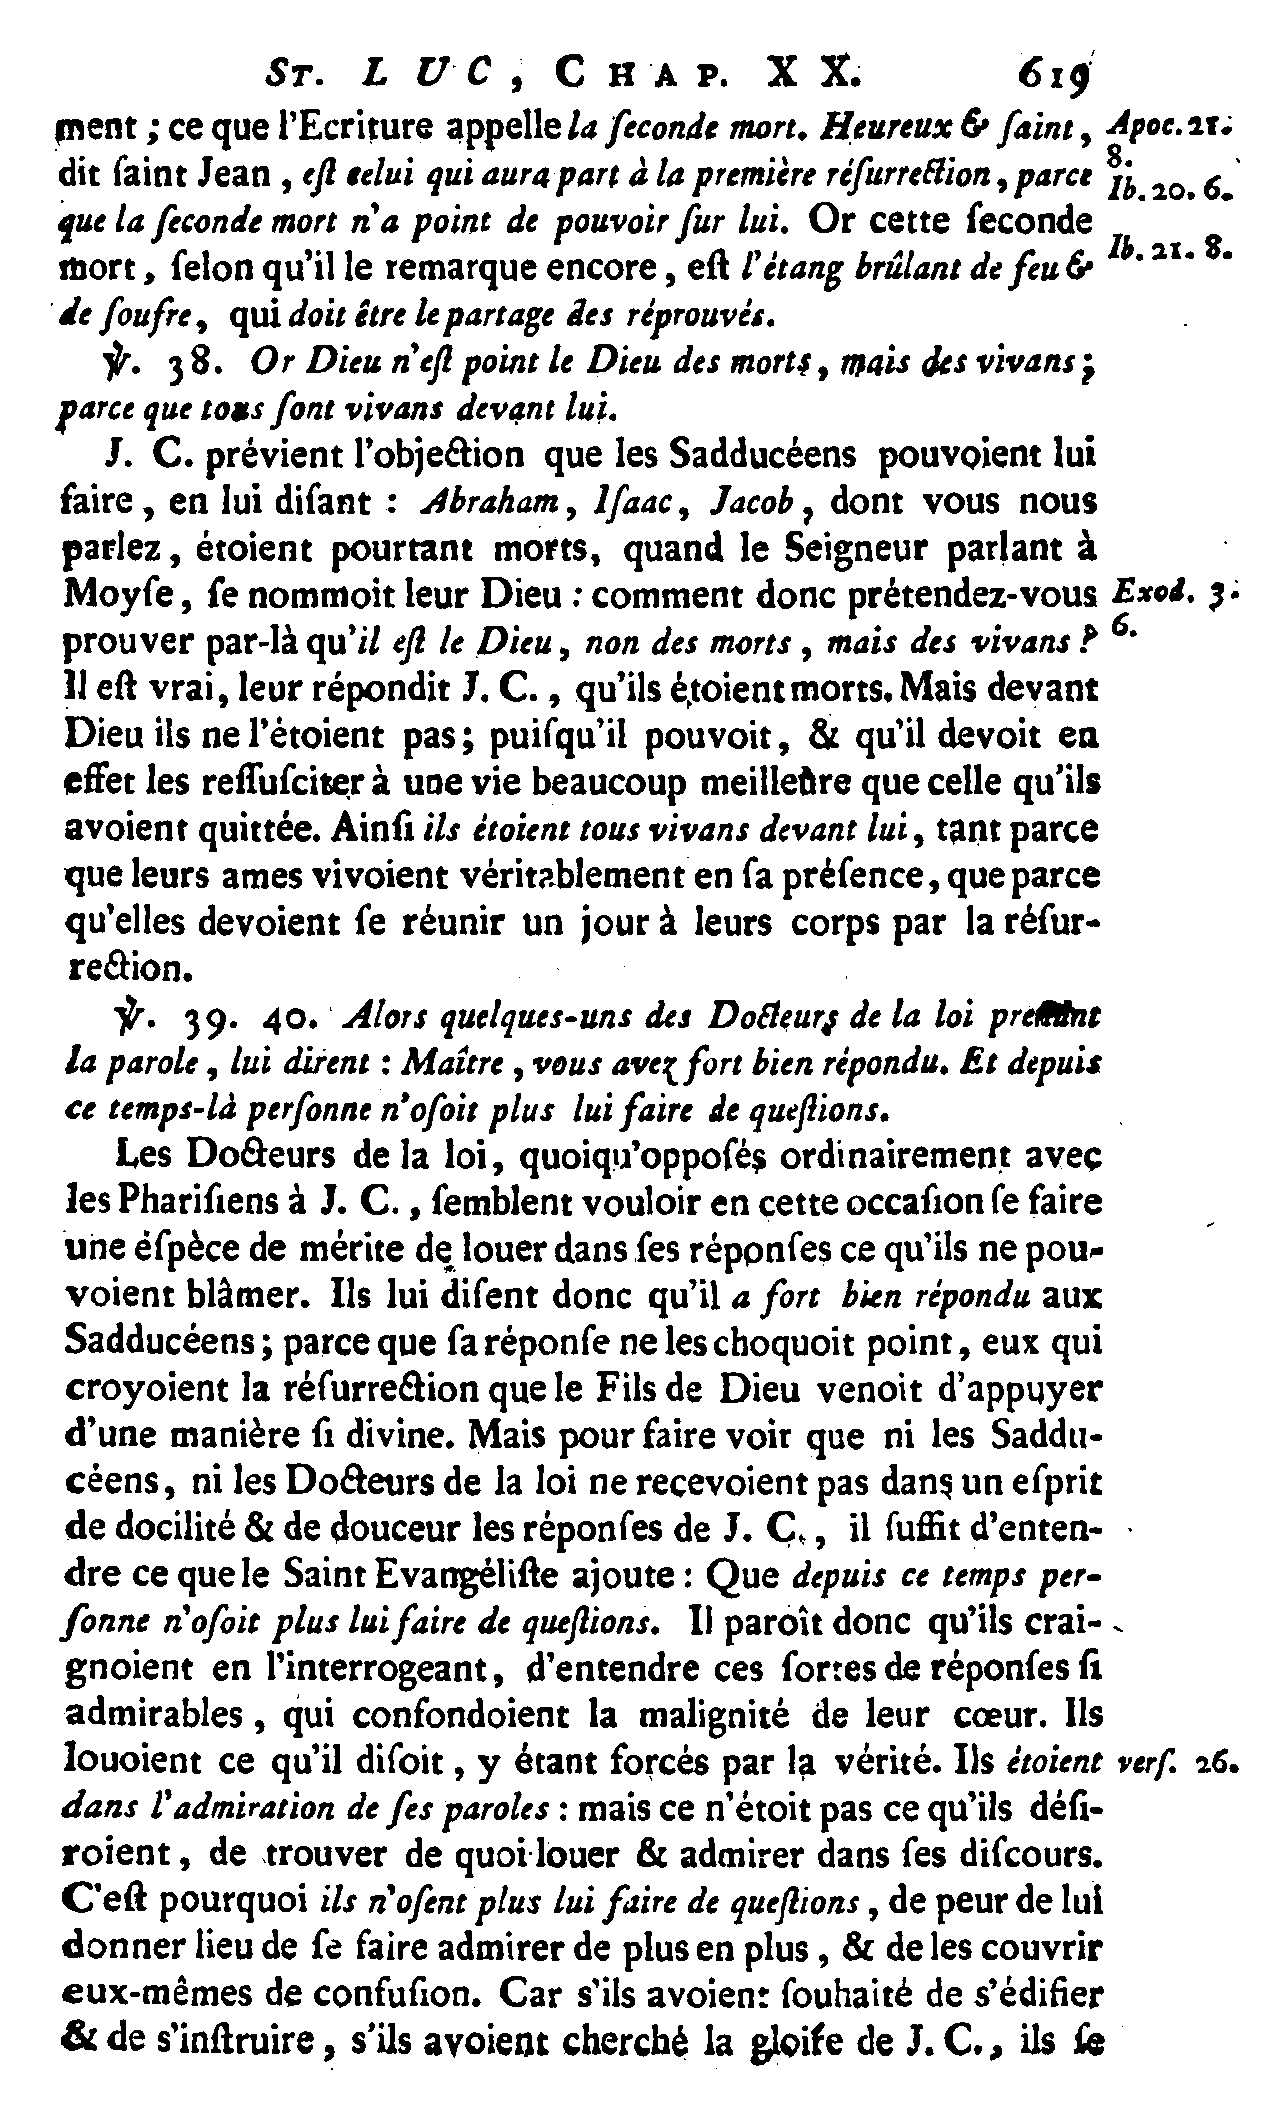 ST. LUC, CHAP. XX. 619
ment ; ce que l'Ecriture appelle la ſeconde mort. Heureux & ſaint, Apoc. 21. 8.
dit ſaint Jean, eſt celui qui aura part à la première réſurrection, parce Ib. 20. 6.
que la ſeconde mort n'a point de pouvoir ſur lui. Or cette ſeconde
mort, ſelon qu'il le remarque encore, eſt l'étang brûlant de feu & Ib. 21. 8.
de ſoufre, qui doit être le partage des réprouvés.
℣. 38. Or Dieu n'eſt point le Dieu des morts, mais des vivans ;
parce que tous ſont vivans devant lui.
J. C. prévient l'objection que les Sadducéens pouvoient lui
faire, en lui diſant : Abraham, Iſaac, Jacob, dont vous nous
parlez, étoient pourtant morts, quand le Seigneur parlant à
Moyſe, ſe nommoit leur Dieu : comment donc prétendez-vous Exod. 3. 6.
prouver par-là qu'il eſt le Dieu, non des morts, mais des vivans ?
Il eſt vrai, leur répondit J. C., qu'ils étoient morts. Mais devant
Dieu ils ne l'étoient pas ; puiſqu'il pouvoit, & qu'il devoit en
effet les reſſuſciter à une vie beaucoup meilleure que celle qu'ils
avoient quittée. Ainſi ils étoient tous vivans devant lui, tant parce
que leurs ames vivoient véritablement en ſa préſence, que parce
qu'elles devoient ſe réunir un jour à leurs corps par la réſur-
rection.
℣. 39. 40. Alors quelques-uns des Docteurs de la loi prenant
la parole, lui dirent : Maître, vous avez fort bien répondu. Et depuis
ce temps-là perſonne n'oſoit plus lui faire de queſtions.
Les Docteurs de la loi, quoiqu'oppoſés ordinairement avec
les Phariſiens à J. C., ſemblent vouloir en cette occaſion ſe faire
une éſpèce de mérite de louer dans ſes réponſes ce qu'ils ne pou-
voient blâmer. Ils lui diſent donc qu'il a fort bien répondu aux
Sadducéens ; parce que ſa réponſe ne les choquoit point, eux qui
croyoient la réſurrection que le Fils de Dieu venoit d'appuyer
d'une manière ſi divine. Mais pour faire voir que ni les Saddu-
céens, ni les Docteurs de la loi ne recevoient pas dans un eſprit
de docilité & de douceur les réponſes de J. C., il ſuffit d'enten-
dre ce que le Saint Evangéliſte ajoute : Que depuis ce temps per-
ſonne n'oſoit plus lui faire de queſtions. Il paroît donc qu'ils crai-
gnoient en l'interrogeant, d'entendre ces ſortes de réponſes ſi
admirables, qui confondoient la malignité de leur cœur. Ils
louoient ce qu'il diſoit, y étant forcés par la vérité. Ils étoient verſ. 26.
dans l'admiration de ſes paroles : mais ce n'étoit pas ce qu'ils déſi-
roient, de trouver de quoi louer & admirer dans ſes diſcours.
C'eſt pourquoi ils n'oſent plus lui faire de queſtions, de peur de lui
donner lieu de ſe faire admirer de plus en plus, & de les couvrir
eux-mêmes de confuſion. Car s'ils avoient ſouhaité de s'édifier
& de s'inſtruire, s'ils avoient cherché la gloire de J. C., ils ſe